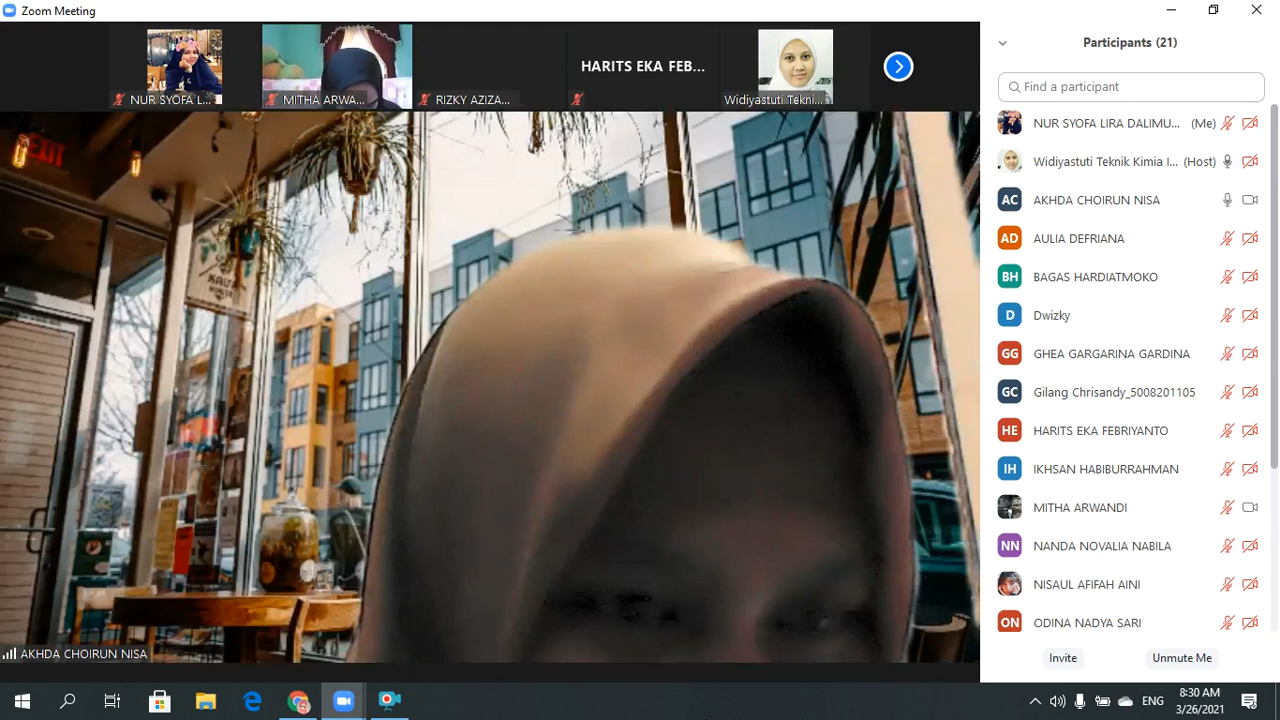 Zoom Meeting
NUR SYOFA L...
MITHA ARWA...
RIZKY AZIZA...
HARITS EKA FEB...
Widiyastuti Tekni...
EXIT
AKHDA CHOIRUN NISA
Participants (21)
Find a participant
NUR SYOFA LIRA DALIMU... (Me)
Widiyastuti Teknik Kimia I... (Host)
AC AKHDA CHOIRUN NISA
AD AULIA DEFRIANA
BH BAGAS HARDIATMOKO
D Dwizky
GG GHEA GARGARINA GARDINA
GC Gilang Chrisandy_5008201105
HE HARITS EKA FEBRIYANTO
IH IKHSAN HABIBURRAHMAN
MITHA ARWANDI
NN NANDA NOVALIA NABILA
NISAUL AFIFAH AINI
ON ODINA NADYA SARI
Invite
Unmute Me
ENG
8:30 AM
3/26/2021